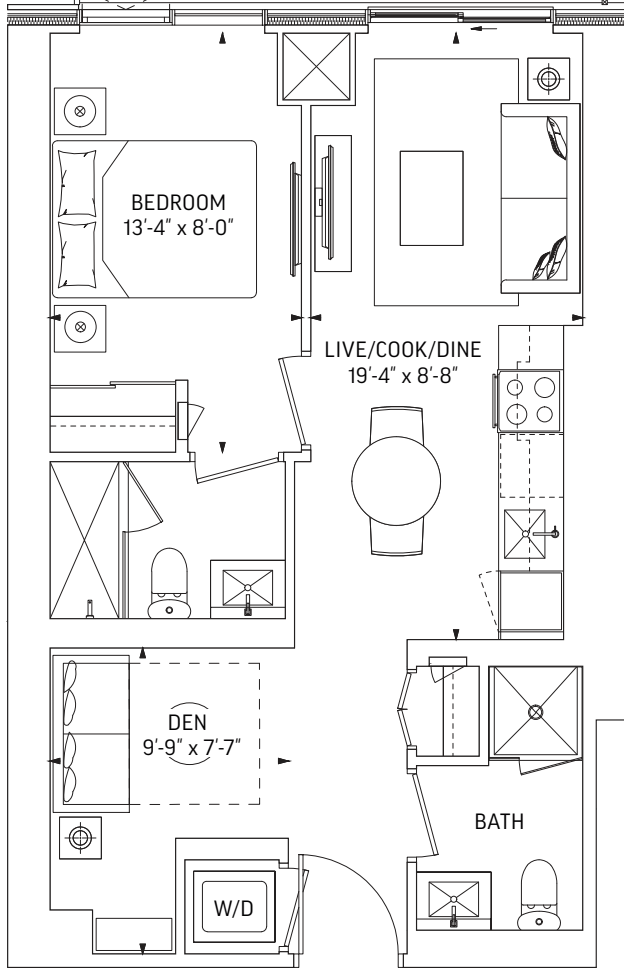 BEDROOM
13'-4" x 8'-0"
LIVE/COOK/DINE
19'-4" x 8'-8"
DEN
9'-9" x 7'-7"
BATH
W/D